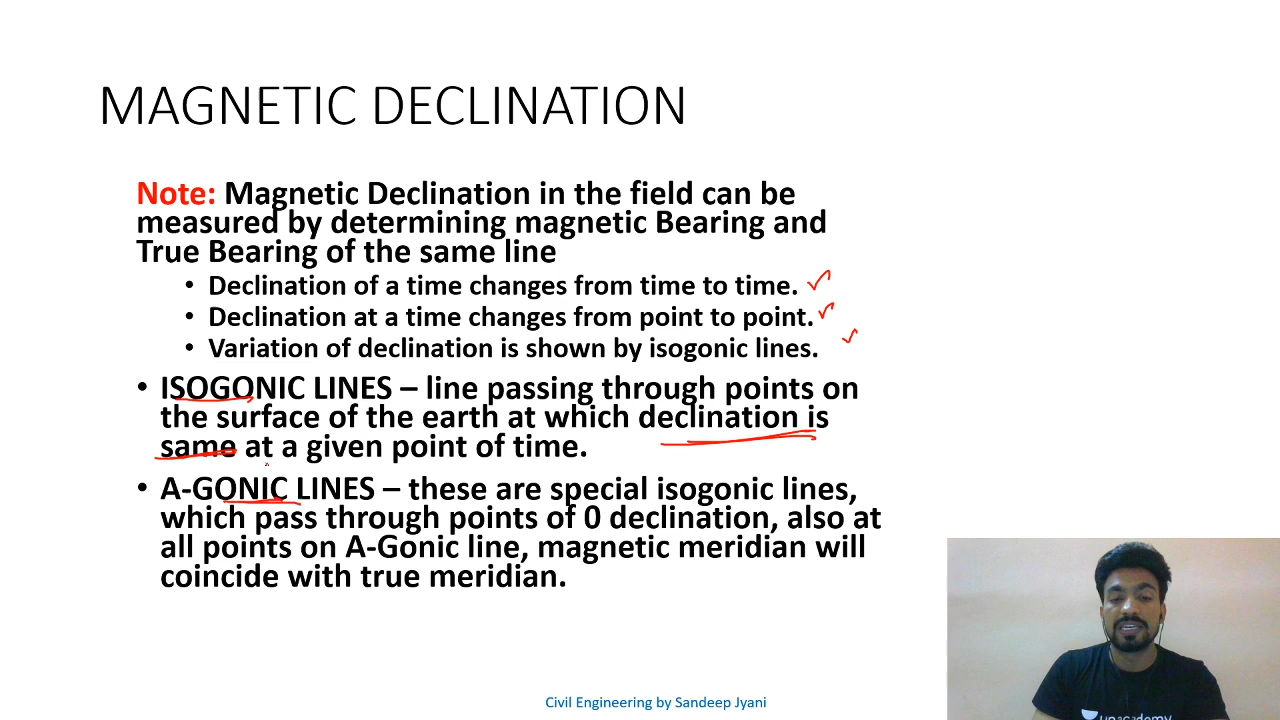 MAGNETIC DECLINATION
Note: Magnetic Declination in the field can be
measured by determining magnetic Bearing and
True Bearing of the same line
• Declination of a time changes from time to time.
• Declination at a time changes from point to point.
• Variation of declination is shown by isogonic lines.
• ISOGONIC LINES – line passing through points on
the surface of the earth at which declination is
same at a given point of time.
• A-GONIC LINES – these are special isogonic lines,
which pass through points of 0 declination, also at
all points on A-Gonic line, magnetic meridian will
coincide with true meridian.
Civil Engineering by Sandeep Jyani
unacademy